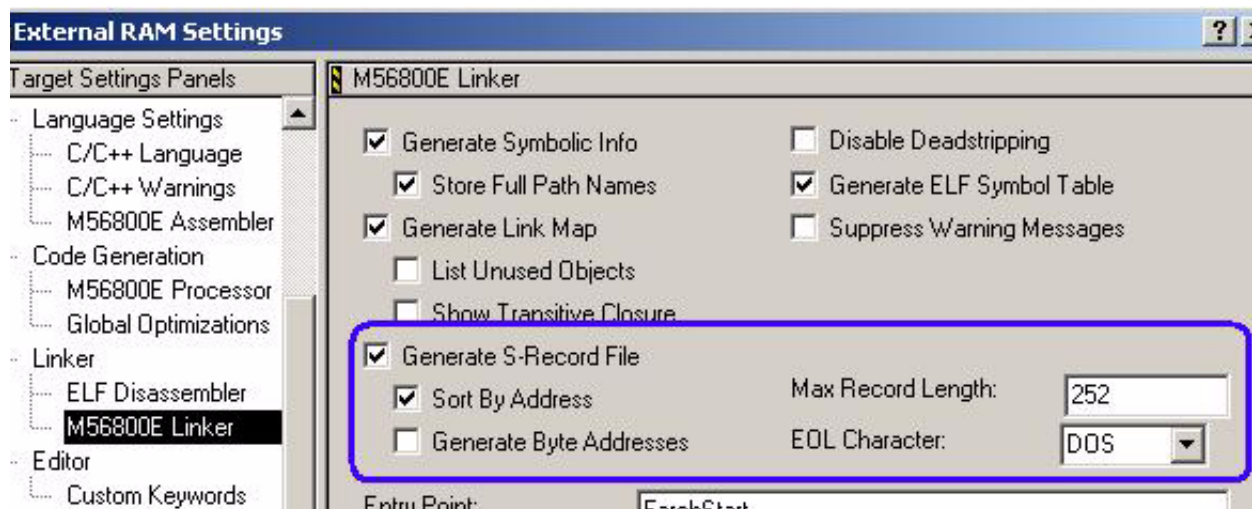 External RAM Settings
?
Target Settings Panels
Language Settings
C/C++ Language
C/C++ Warnings
M56800E Assembler
Code Generation
M56800E Processor
Global Optimizations
Linker
ELF Disassembler
M56800E Linker
Editor
Custom Keywords
M56800E Linker
Generate Symbolic Info
Disable Deadstripping
Store Full Path Names
Generate ELF Symbol Table
Generate Link Map
Suppress Warning Messages
List Unused Objects
Show Transitive Closure
Generate S-Record File
Sort By Address
Max Record Length: 252
Generate Byte Addresses
EOL Character: DOS
Entry Point: